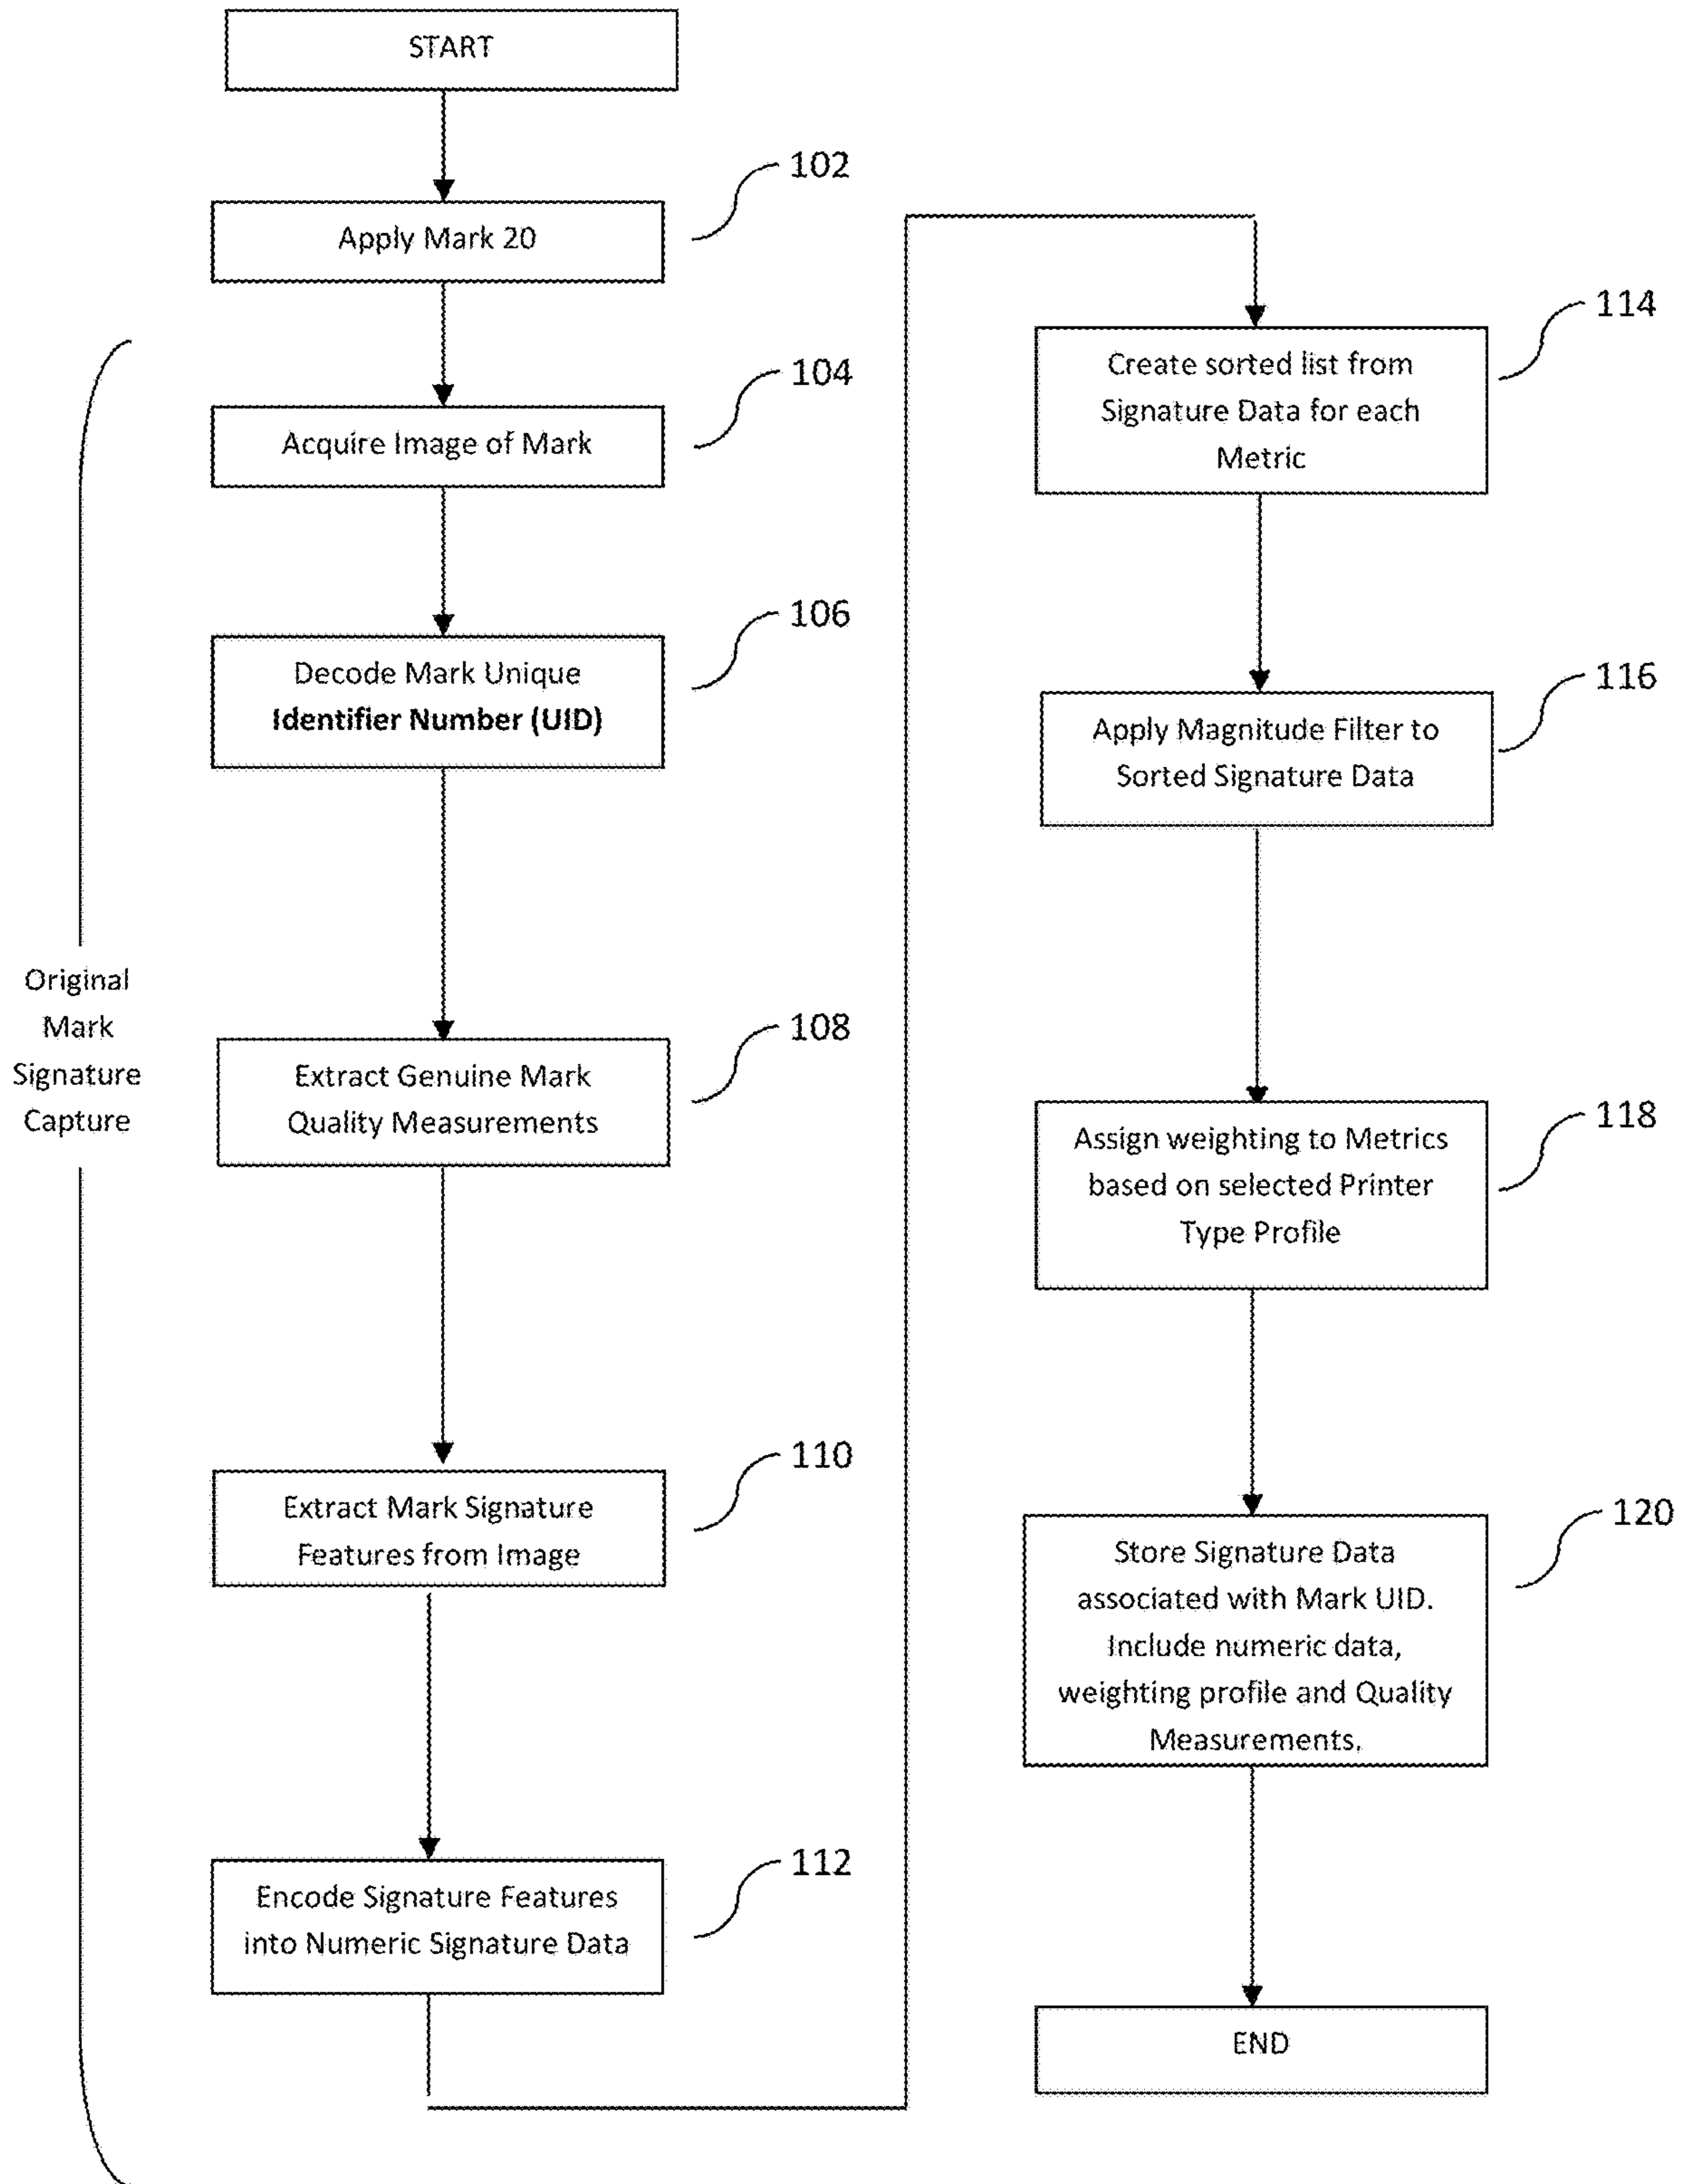 START
102
Apply Mark 20
104
Acquire Image of Mark
106
Decode Mark Unique
Identifier Number (UID)
Original
Mark
Signature
Capture
108
Extract Genuine Mark
Quality Measurements
110
Extract Mark Signature
Features from Image
112
Encode Signature Features
into Numeric Signature Data
114
Create sorted list from
Signature Data for each
Metric
116
Apply Magnitude Filter to
Sorted Signature Data
118
Assign weighting to Metrics
based on selected Printer
Type Profile
120
Store Signature Data
associated with Mark UID.
Include numeric data,
weighting profile and Quality
Measurements.
END